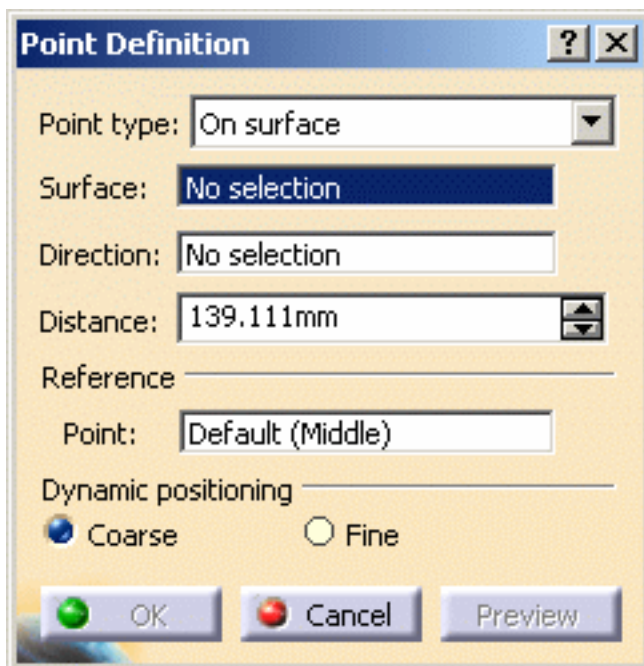 Point Definition ? X
Point type: On surface
Surface: No selection
Direction: No selection
Distance: 139.111mm
Reference
Point: Default (Middle)
Dynamic positioning
Coarse Fine
OK Cancel Preview